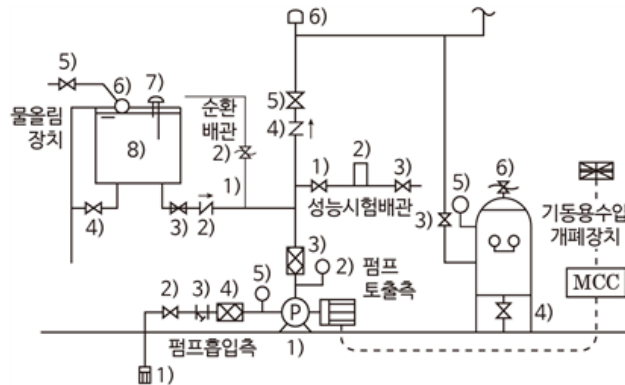 6)
5)
6)
7)
물올림
장치
순환
배관
5)
4)
8)
2)
1)
1)
2)
3)
성능시험배관
4)
3)
2)
3)
5)
6)
기동용수압
개폐장치
3)
2)
펌프
토출측
MCC
4)
2)
3)
4)
5)
P
1)
펌프흡입측
1)